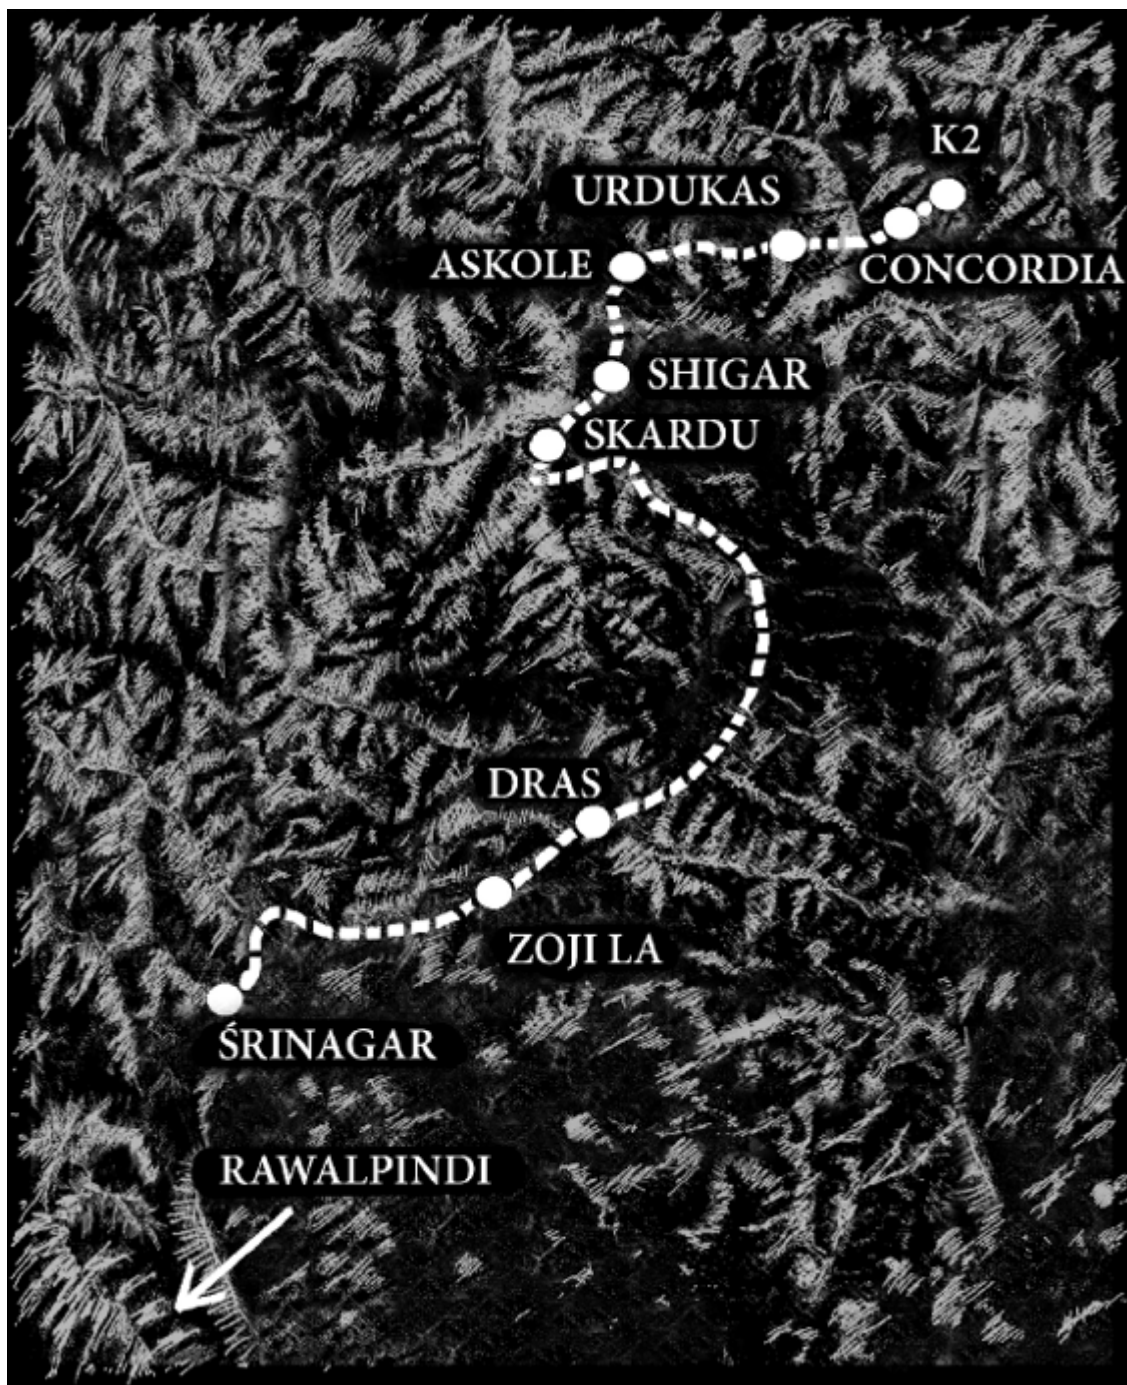 K2
URDUKAS
ASKOLE
CONCORDIA
SHIGAR
SKARDU
DRAS
ZOJI LA
ŚRINAGAR
RAWALPINDI